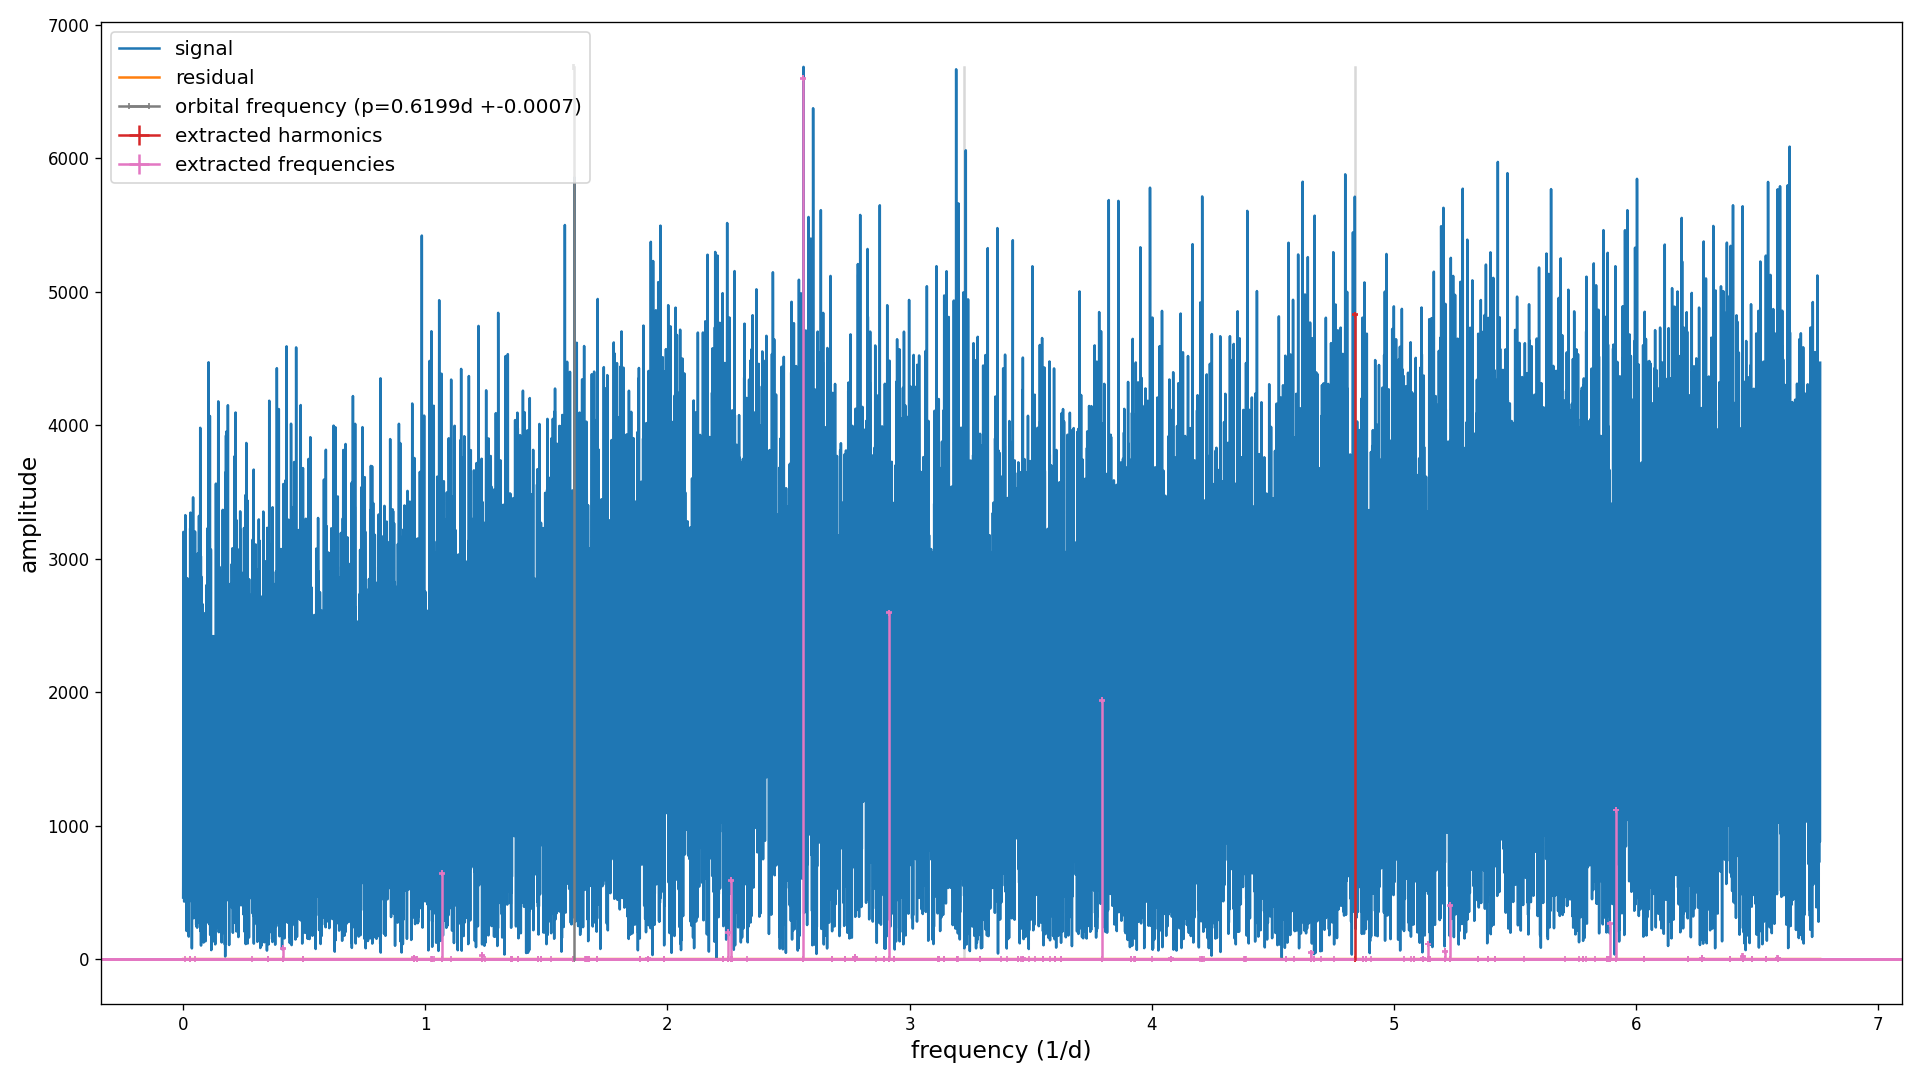 7000
6000
5000
4000
3000
2000
1000
0
amplitude
signal
residual
orbital frequency (p=0.6199d +-0.0007)
extracted harmonics
extracted frequencies
0 1 2 3 4 5 6 7
frequency (1/d)